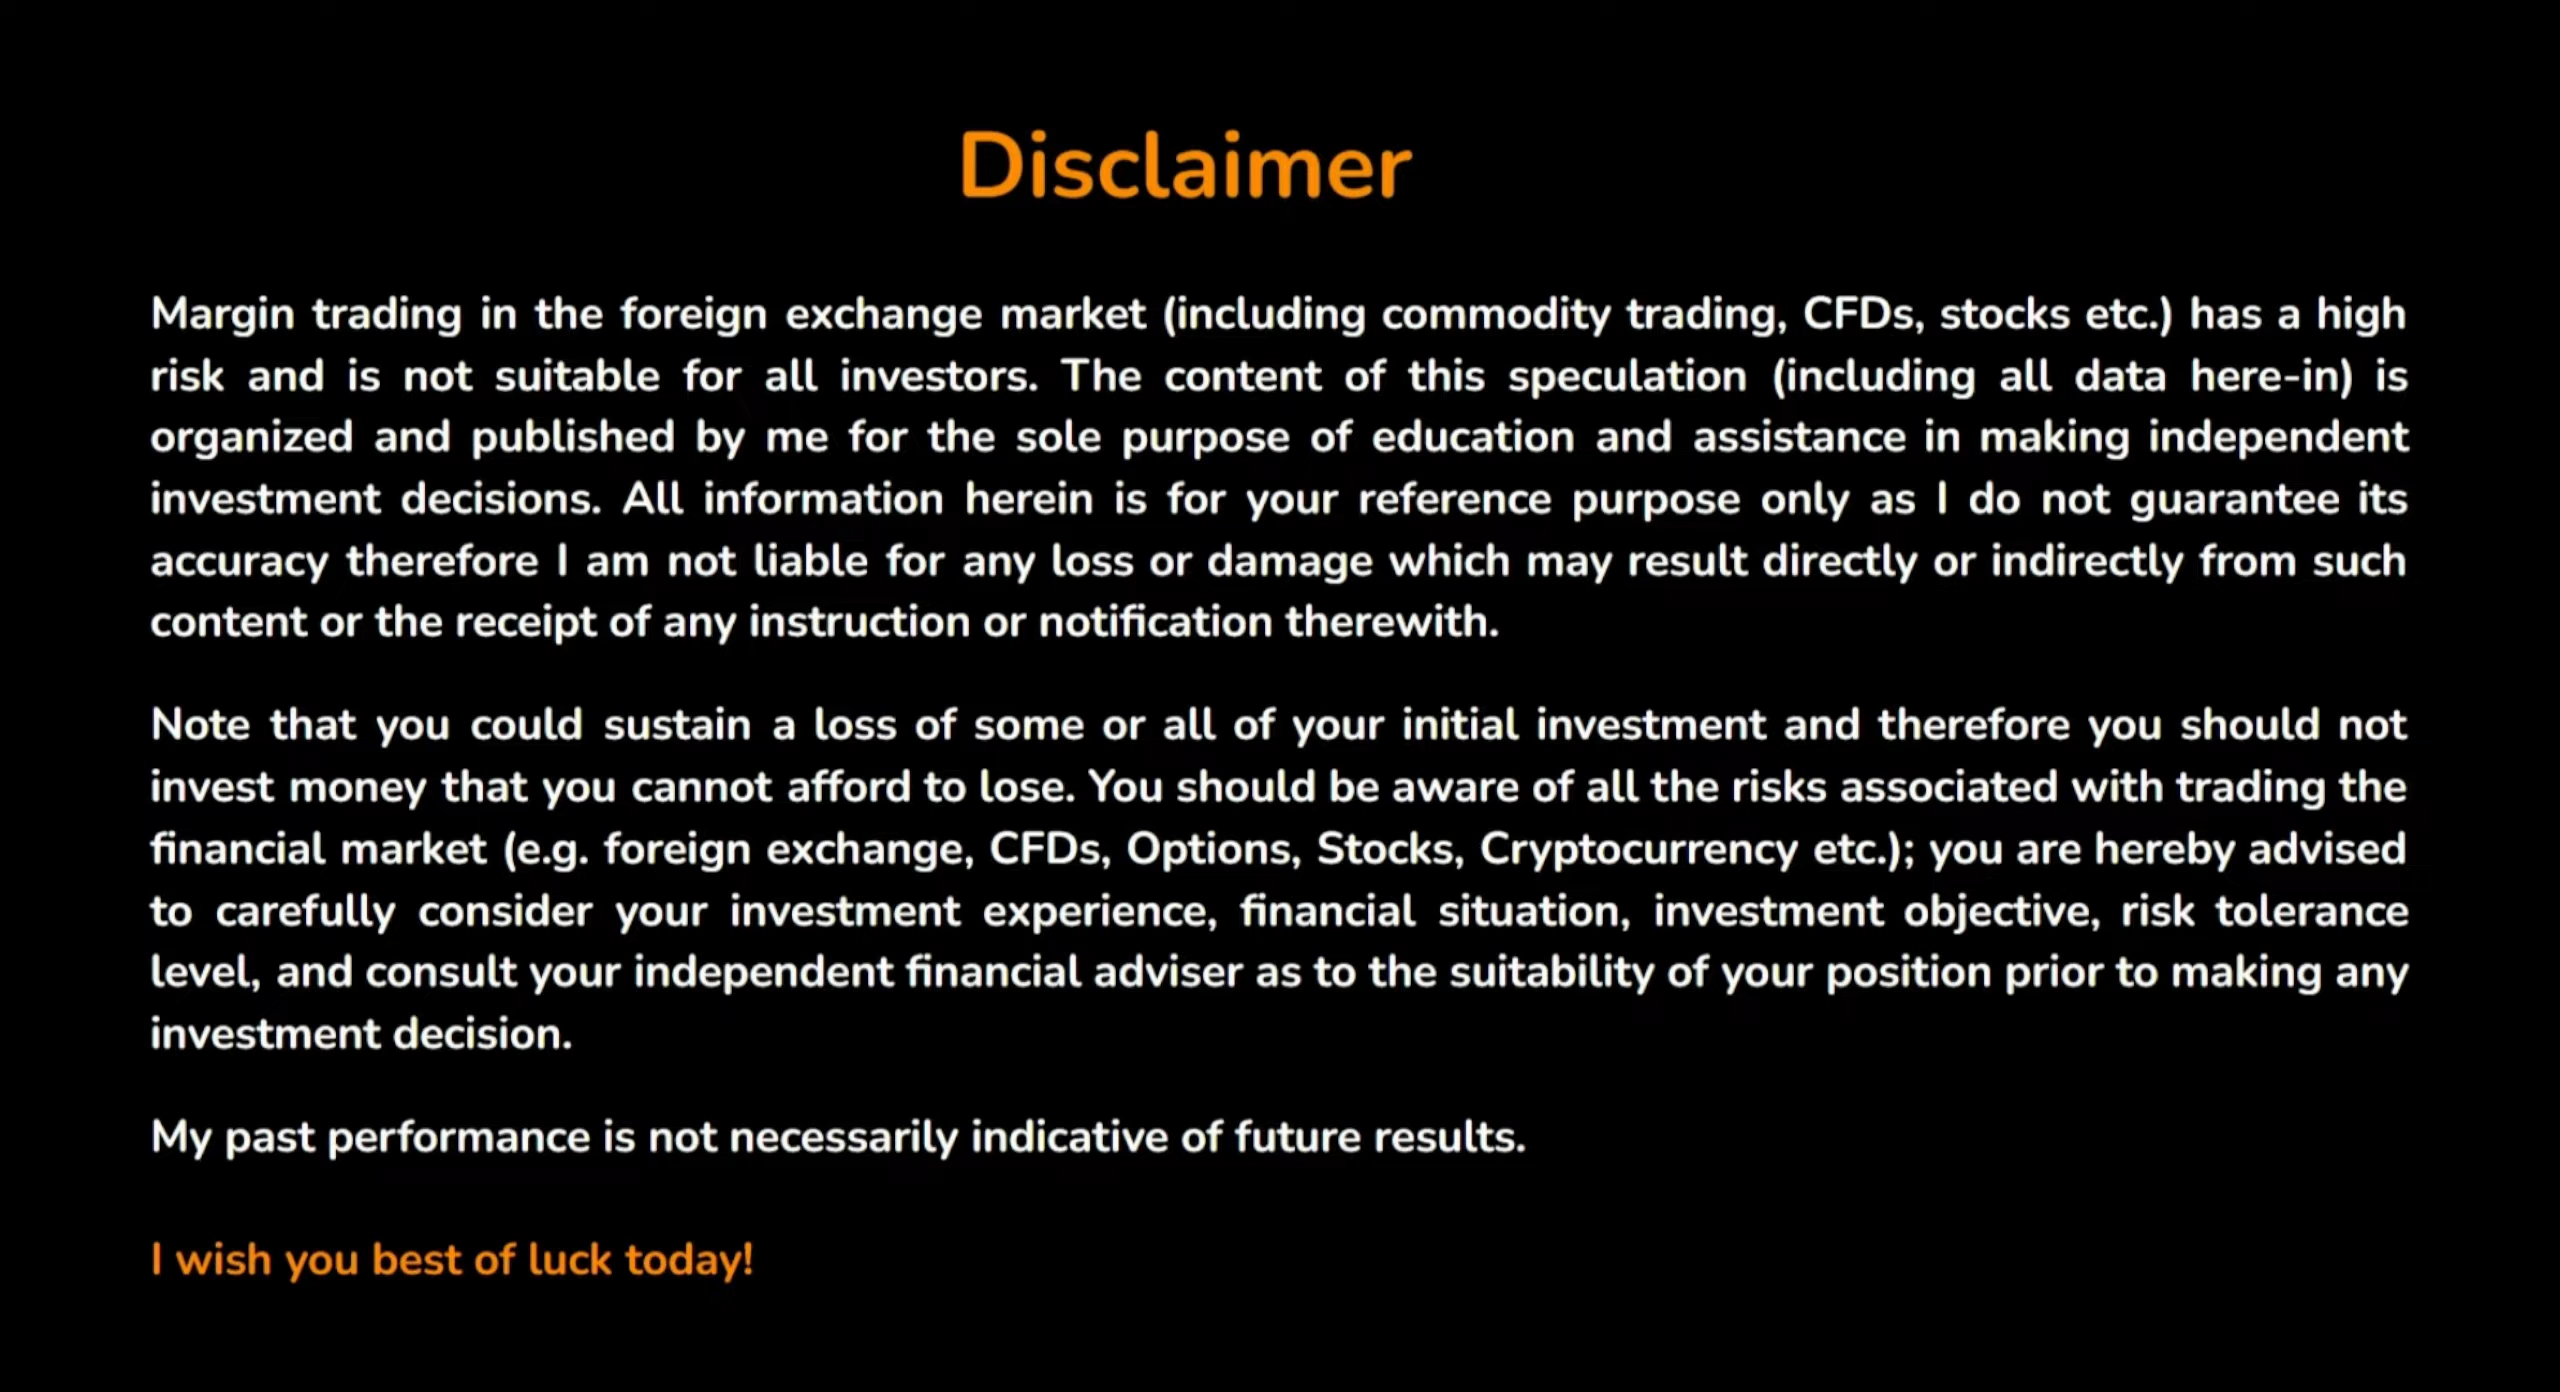 Disclaimer
Margin trading in the foreign exchange market (including commodity trading, CFDs, stocks etc.) has a high
risk and is not suitable for all investors. The content of this speculation (including all data here-in) is
organized and published by me for the sole purpose of education and assistance in making independent
investment decisions. All information herein is for your reference purpose only as I do not guarantee its
accuracy therefore I am not liable for any loss or damage which may result directly or indirectly from such
content or the receipt of any instruction or notification therewith.
Note that you could sustain a loss of some or all of your initial investment and therefore you should not
invest money that you cannot afford to lose. You should be aware of all the risks associated with trading the
financial market (e.g. foreign exchange, CFDs, Options, Stocks, Cryptocurrency etc.); you are hereby advised
to carefully consider your investment experience, financial situation, investment objective, risk tolerance
level, and consult your independent financial adviser as to the suitability of your position prior to making any
investment decision.
My past performance is not necessarily indicative of future results.
I wish you best of luck today!